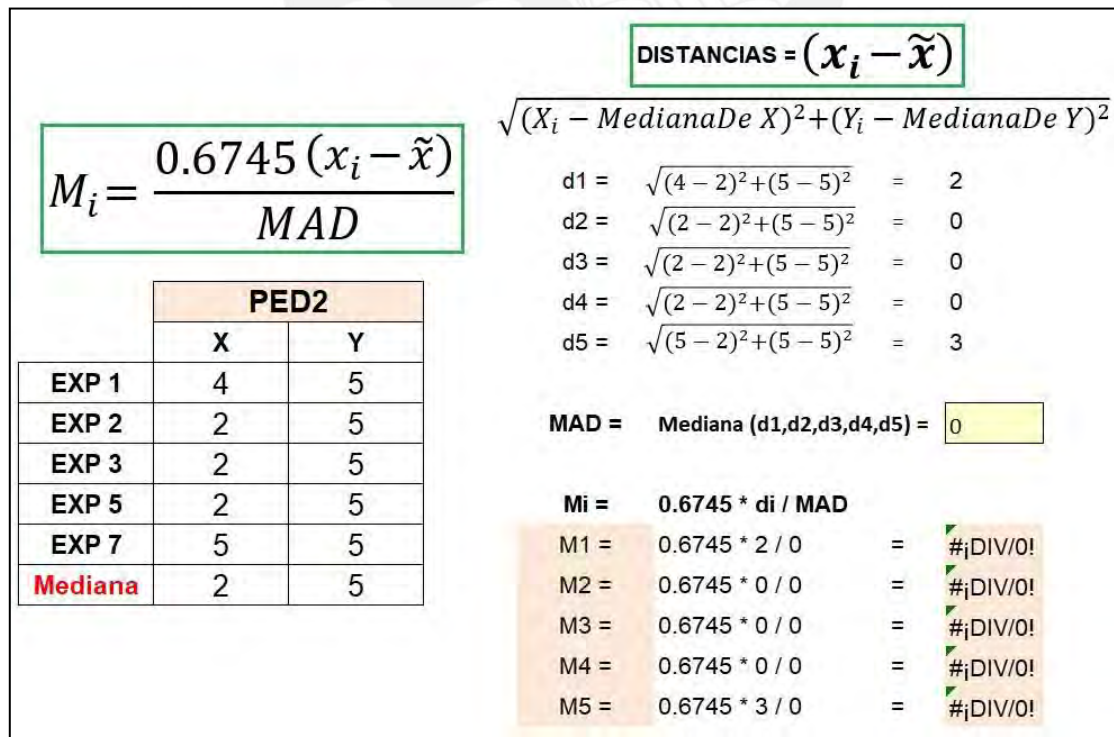 DISTANCIAS = (x_i − x̃)
√((X_i − MedianaDe X)²+(Y_i − MedianaDe Y)²)
M_i = 0.6745 (x_i − x̃) / MAD
d1 = √((4 − 2)²+(5 − 5)²) = 2
d2 = √((2 − 2)²+(5 − 5)²) = 0
d3 = √((2 − 2)²+(5 − 5)²) = 0
d4 = √((2 − 2)²+(5 − 5)²) = 0
d5 = √((5 − 2)²+(5 − 5)²) = 3
PED2
X Y
EXP 1 4 5
EXP 2 2 5
EXP 3 2 5
EXP 5 2 5
EXP 7 5 5
Mediana 2 5
MAD = Mediana (d1,d2,d3,d4,d5) = 0
Mi = 0.6745 * di / MAD
M1 = 0.6745 * 2 / 0 = #¡DIV/0!
M2 = 0.6745 * 0 / 0 = #¡DIV/0!
M3 = 0.6745 * 0 / 0 = #¡DIV/0!
M4 = 0.6745 * 0 / 0 = #¡DIV/0!
M5 = 0.6745 * 3 / 0 = #¡DIV/0!